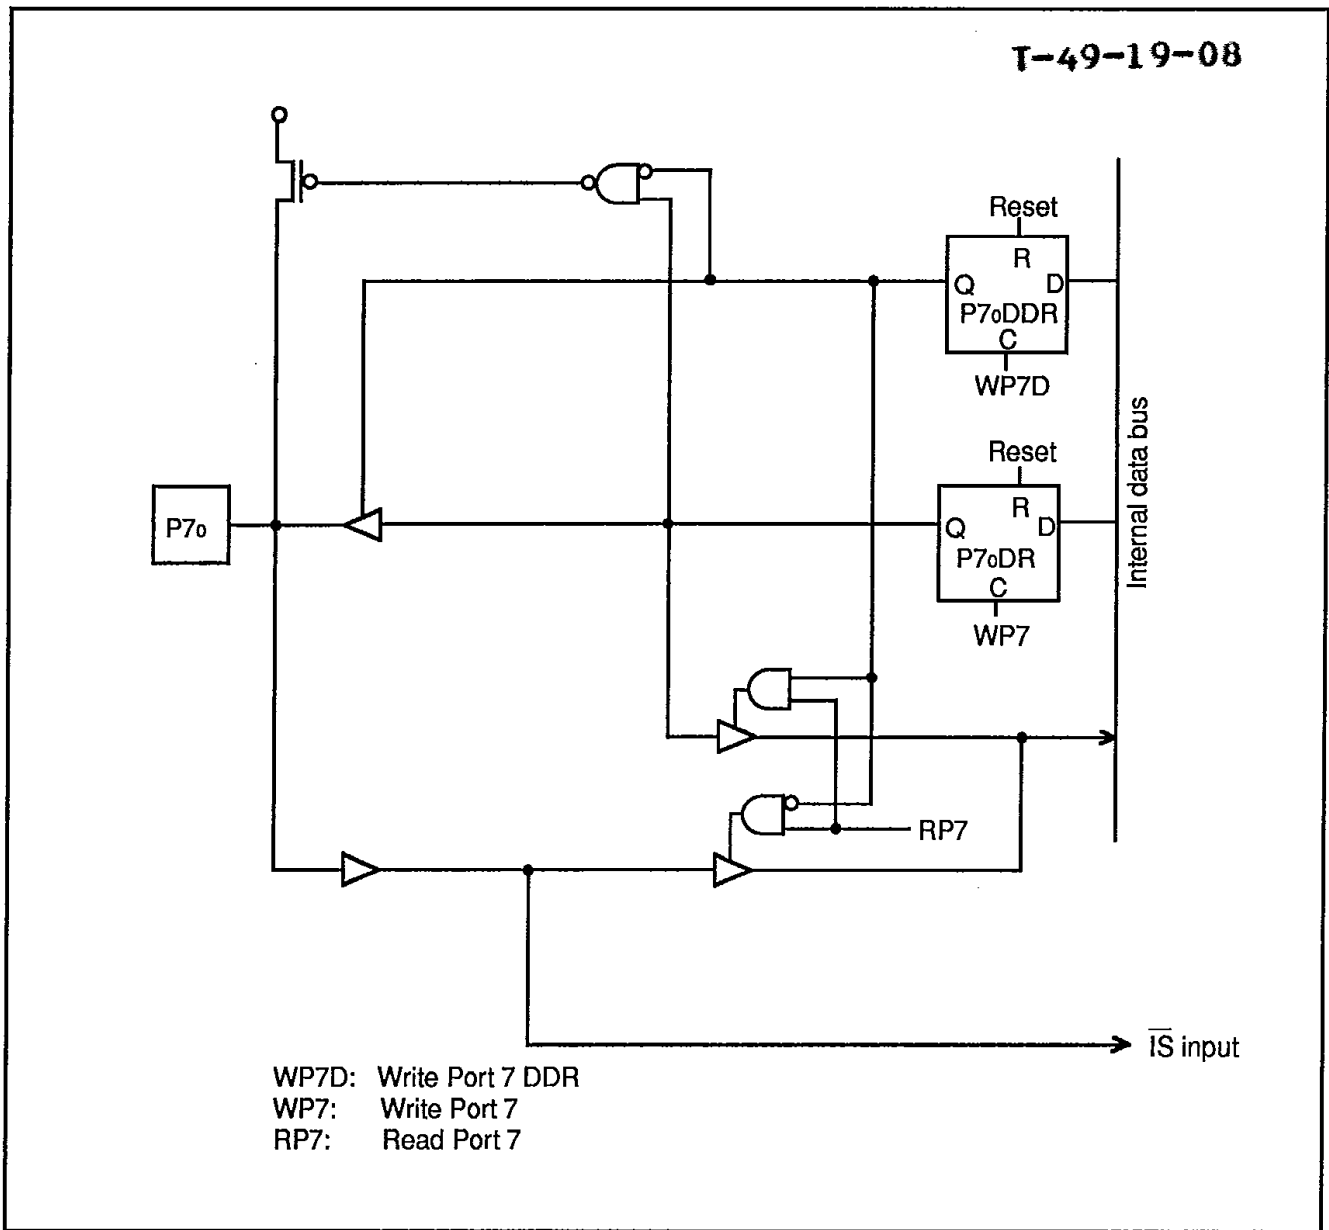 T-49-19-08
Reset
R
Q D
P7₀DDR
C
WP7D
Reset
R
Q D
P7₀DR
C
WP7
Internal data bus
P7₀
RP7
I̅S̅ input
WP7D: Write Port 7 DDR
WP7: Write Port 7
RP7: Read Port 7